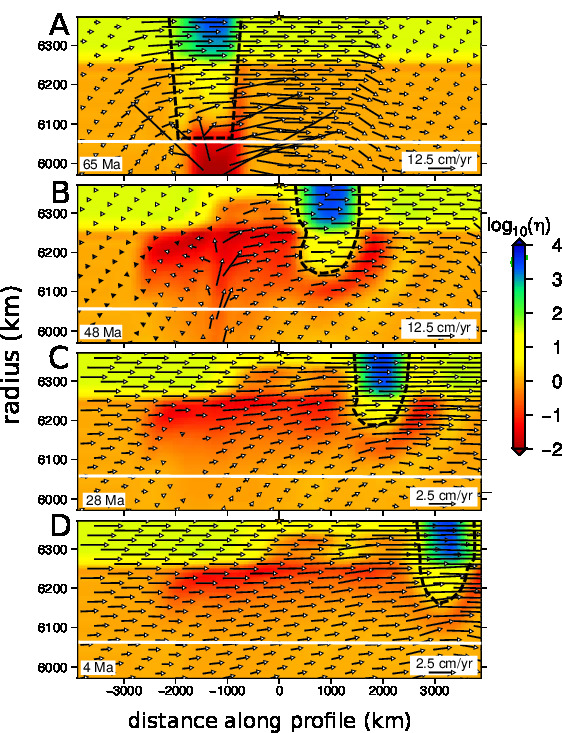 A
6300
6200
6100
6000
65 Ma
12.5 cm/yr
B
6300
6200
6100
6000
48 Ma
12.5 cm/yr
C
6300
6200
6100
6000
28 Ma
2.5 cm/yr
D
6300
6200
6100
6000
4 Ma
2.5 cm/yr
−3000 −2000 −1000 0 1000 2000 3000
distance along profile (km)
radius (km)
log10(η)
4
3
2
1
0
−1
−2